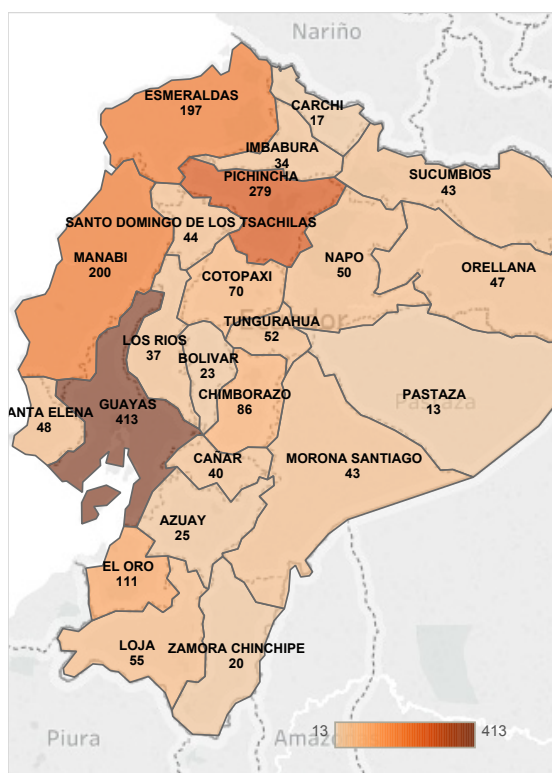 Nariño
ESMERALDAS
197
CARCHI
17
IMBABURA
34
PICHINCHA
279
SUCUMBIOS
43
SANTO DOMINGO DE LOS TSACHILAS
44
MANABI
200
COTOPAXI
70
NAPO
50
ORELLANA
47
Ecuador
TUNGURAHUA
52
LOS RIOS
37
BOLIVAR
23
CHIMBORAZO
86
PASTAZA
Pastaza
13
ANTA ELENA
48
GUAYAS
413
CAÑAR
40
MORONA SANTIAGO
43
AZUAY
25
EL ORO
111
LOJA
55
ZAMORA CHINCHIPE
20
13
413
Piura
Amazonas